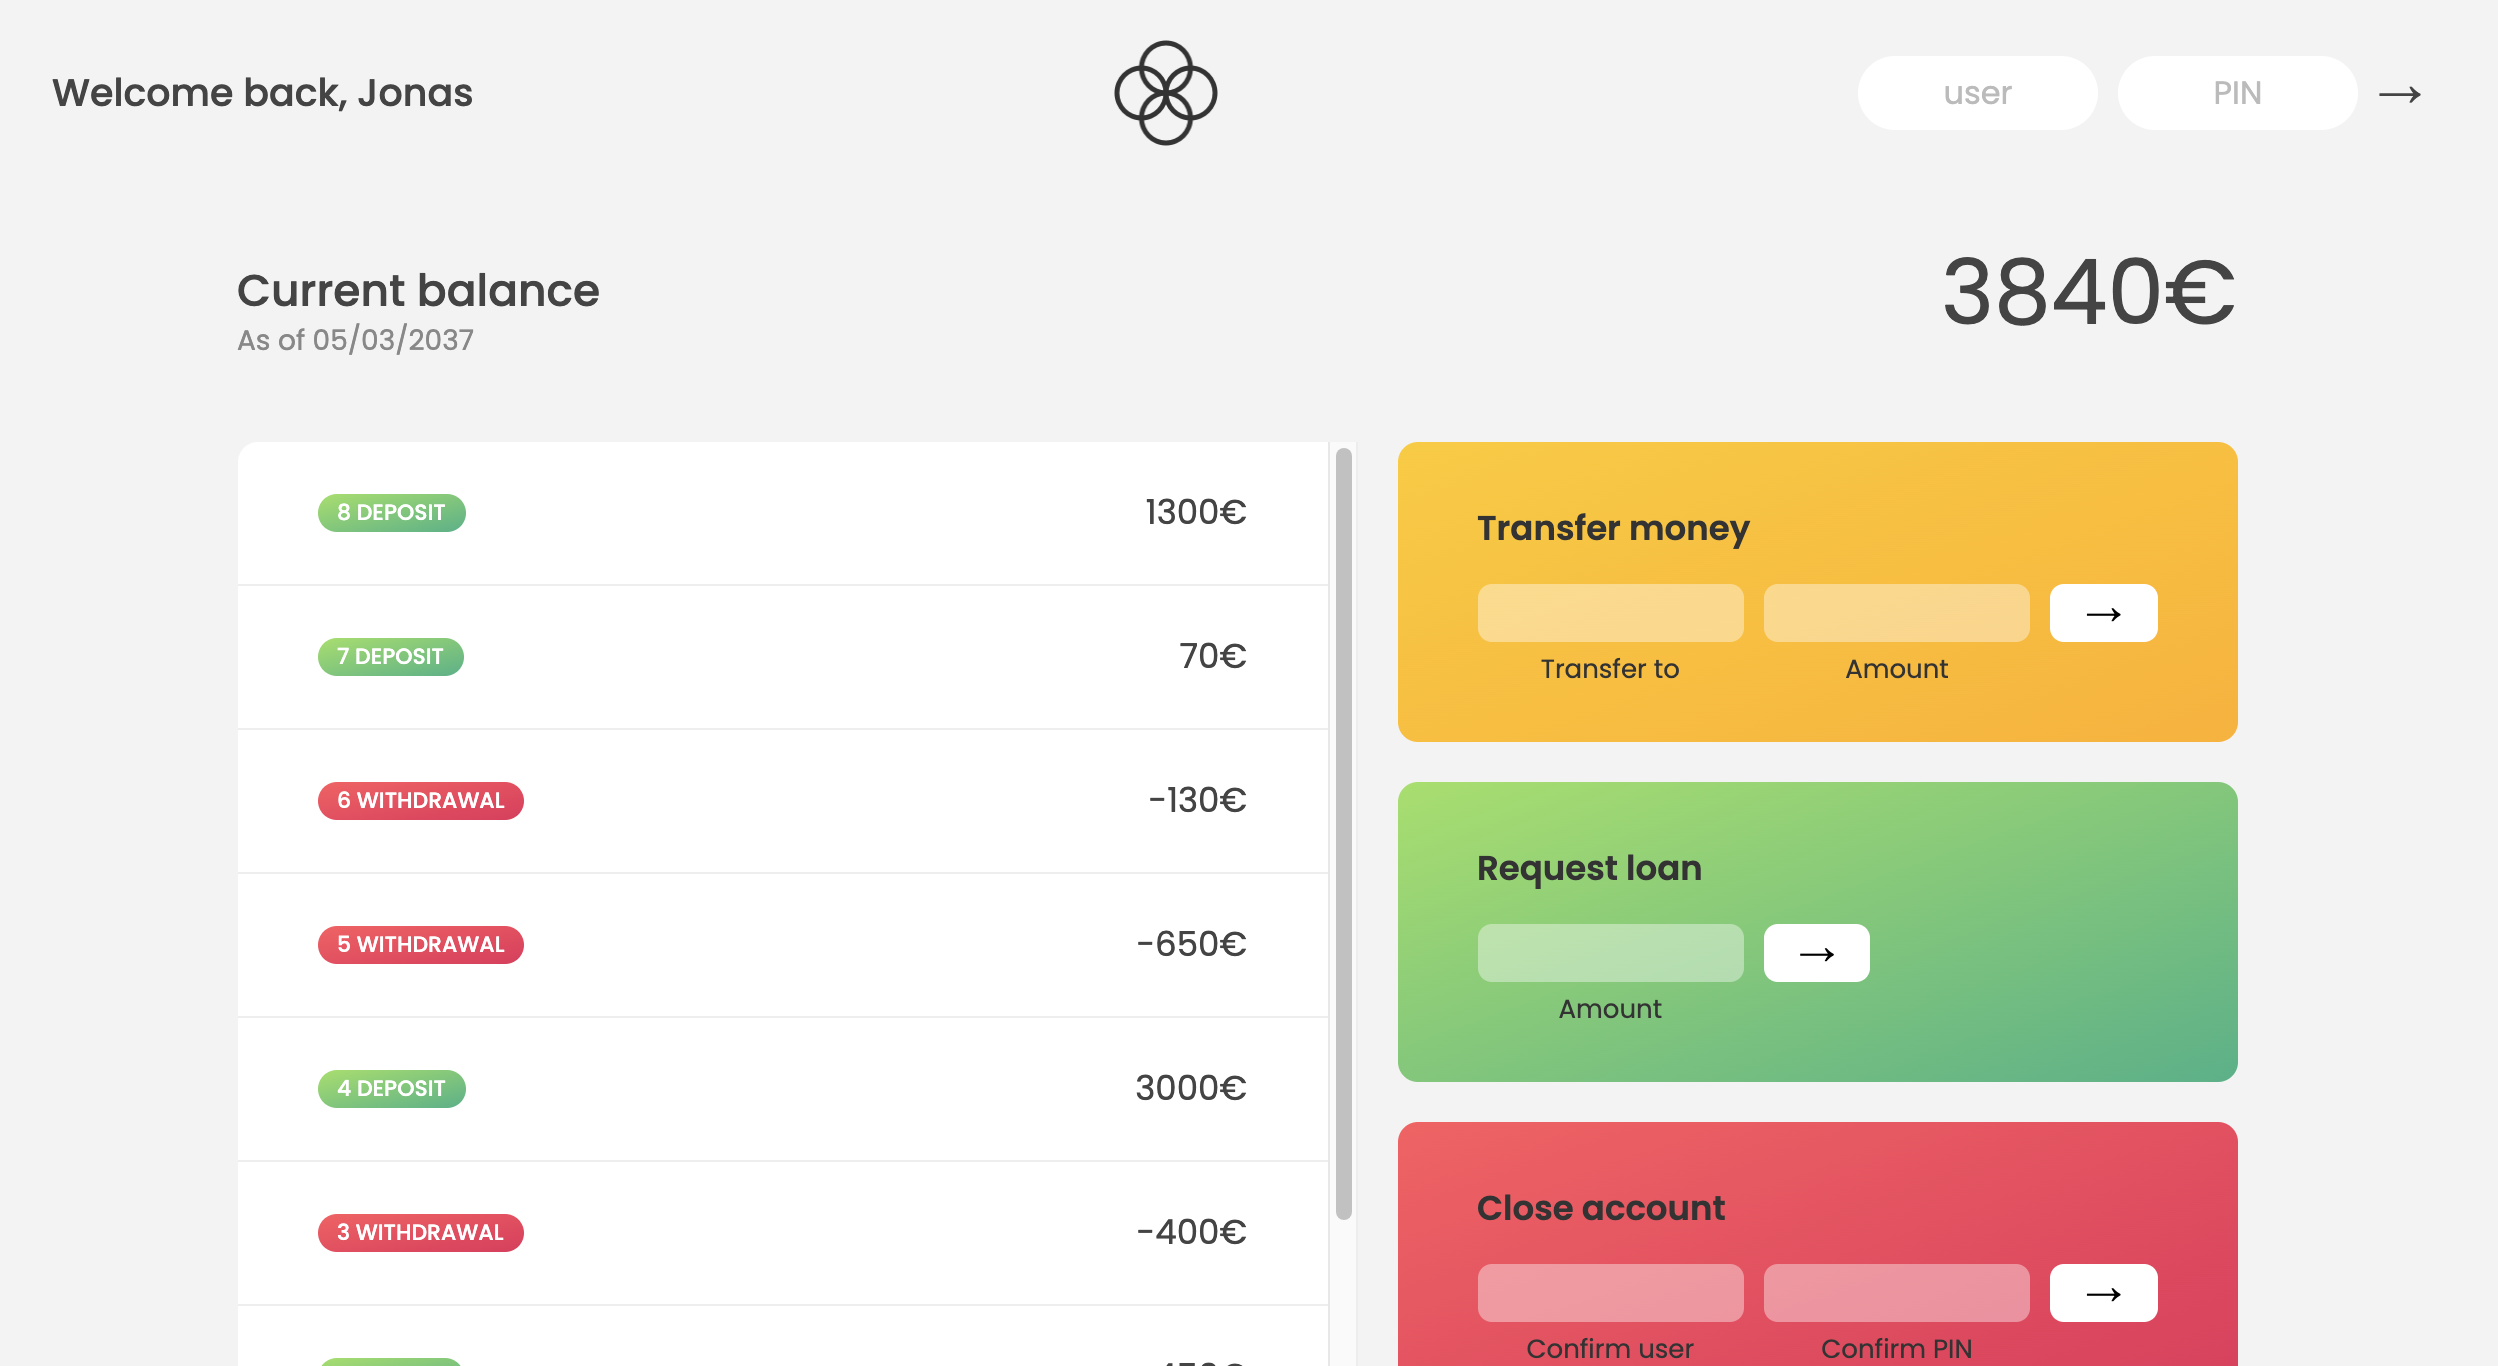 Welcome back, Jonas
user
PIN
→
Current balance
As of 05/03/2037
3840€
8 DEPOSIT
1300€
7 DEPOSIT
70€
6 WITHDRAWAL
-130€
5 WITHDRAWAL
-650€
4 DEPOSIT
3000€
3 WITHDRAWAL
-400€
Transfer money
→
Transfer to
Amount
Request loan
→
Amount
Close account
→
Confirm user
Confirm PIN